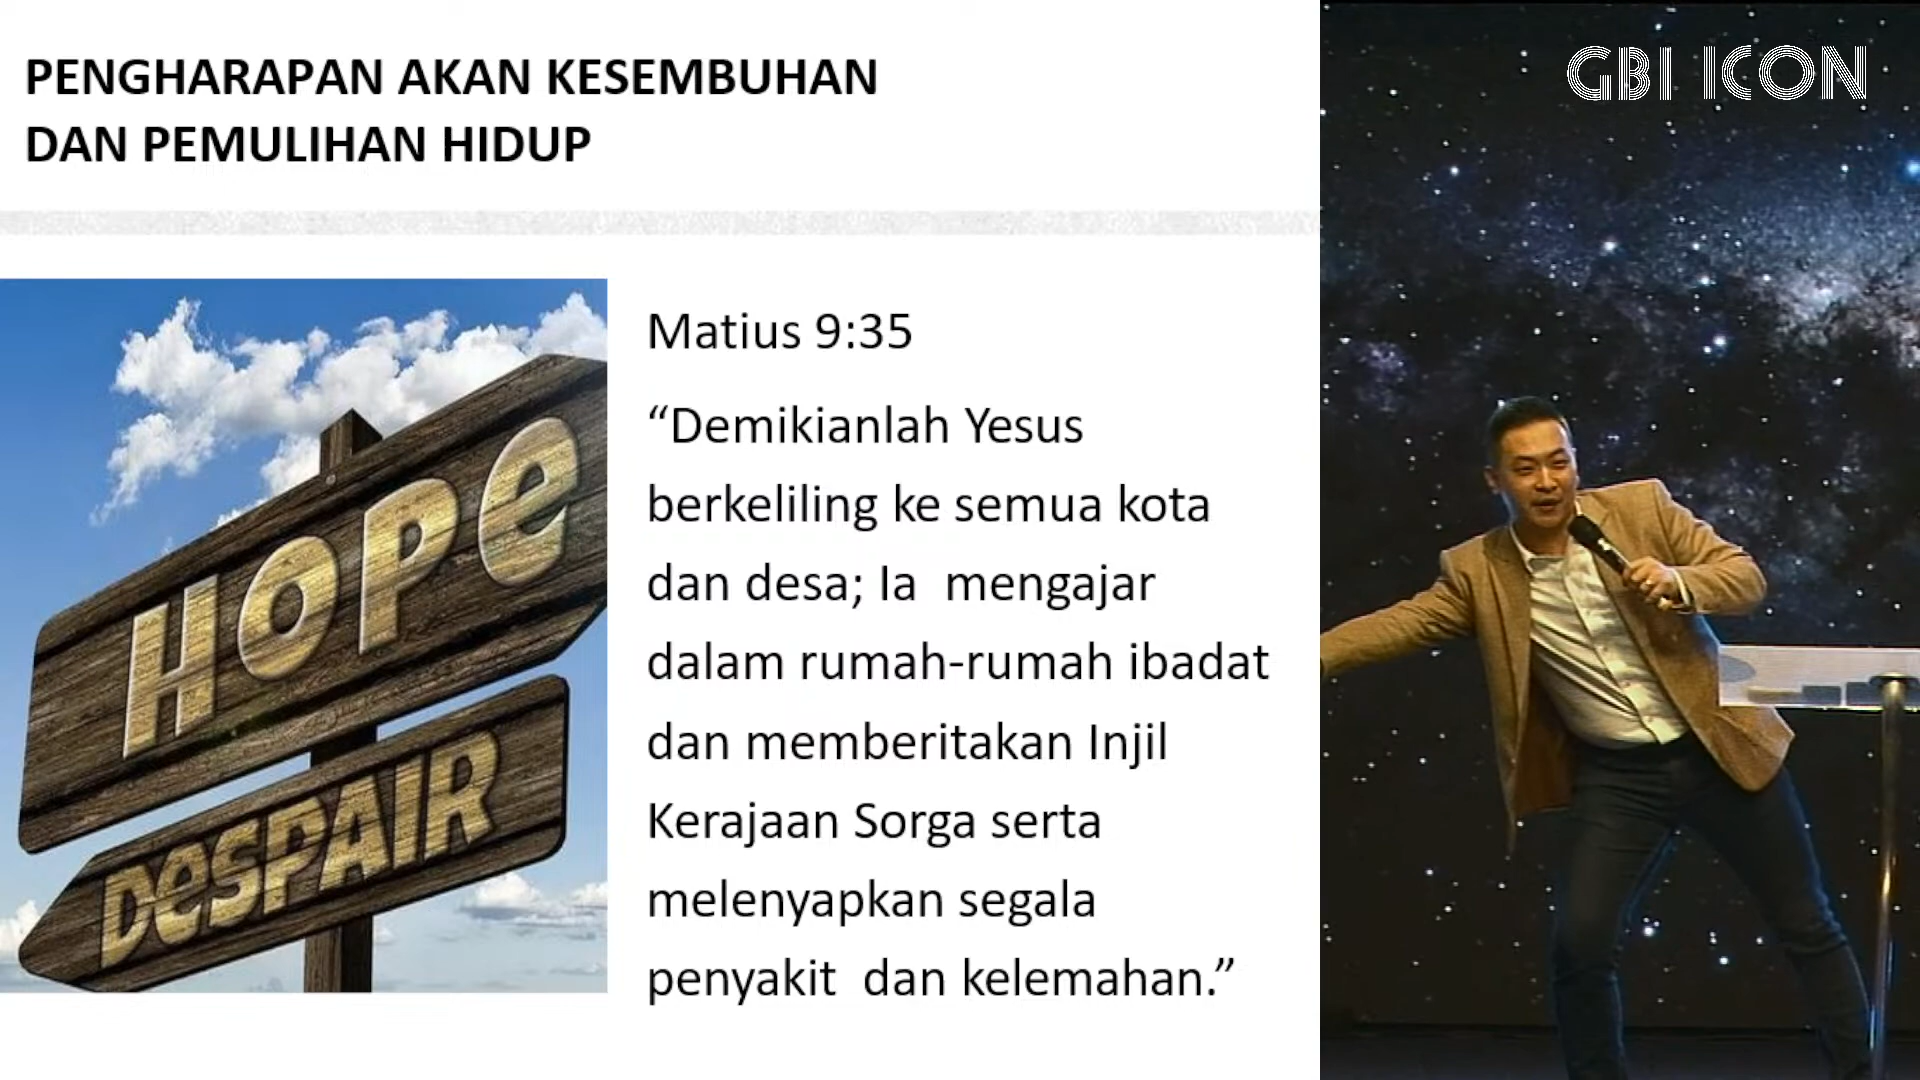 PENGHARAPAN AKAN KESEMBUHAN
DAN PEMULIHAN HIDUP
GBI ICON
HOPe
DesPAIR
Matius 9:35
“Demikianlah Yesus
berkeliling ke semua kota
dan desa; Ia  mengajar
dalam rumah-rumah ibadat
dan memberitakan Injil
Kerajaan Sorga serta
melenyapkan segala
penyakit  dan kelemahan.”